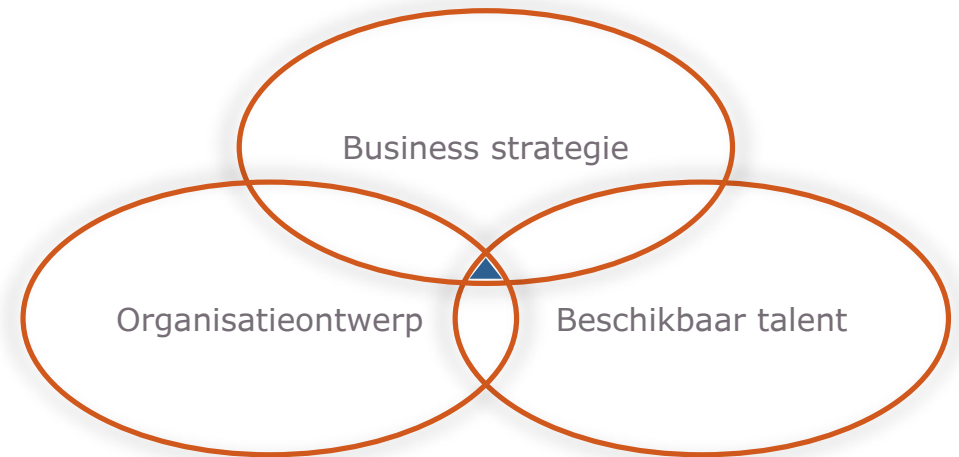 Business strategie
Organisatieontwerp
Beschikbaar talent